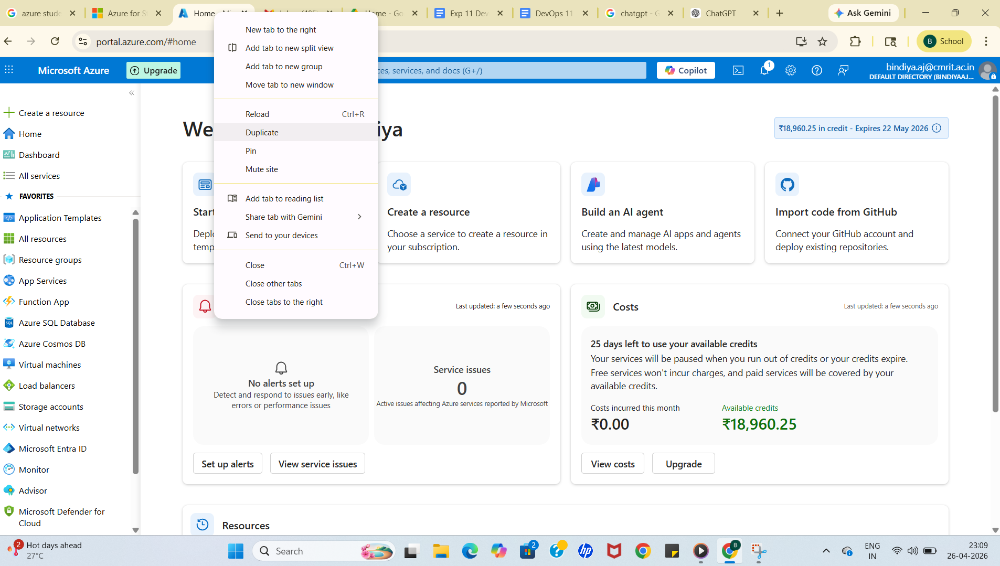 azure stude
Azure for S
Home
Exp 11 Dev
DevOps 11
chatgpt - G
ChatGPT
Ask Gemini
portal.azure.com/#home
B School
Microsoft Azure
Upgrade
ces, services, and docs (G+/)
Copilot
1
bindiya.aj@cmrit.ac.in
DEFAULT DIRECTORY (BINDIYAAJ...
New tab to the right
Add tab to new split view
Add tab to new group
Move tab to new window
Reload Ctrl+R
Duplicate
Pin
Mute site
Add tab to reading list
Share tab with Gemini
Send to your devices
Close Ctrl+W
Close other tabs
Close tabs to the right
Create a resource
Home
Dashboard
All services
FAVORITES
Application Templates
All resources
Resource groups
App Services
Function App
Azure SQL Database
Azure Cosmos DB
Virtual machines
Load balancers
Storage accounts
Virtual networks
Microsoft Entra ID
Monitor
Advisor
Microsoft Defender for
Cloud
We iya
₹18,960.25 in credit - Expires 22 May 2026
Start
Deplo
temp
Create a resource
Choose a service to create a resource in
your subscription.
Build an AI agent
Create and manage AI apps and agents
using the latest models.
Import code from GitHub
Connect your GitHub account and
deploy existing repositories.
Last updated: a few seconds ago
No alerts set up
Detect and respond to issues early, like
errors or performance issues
Service issues
0
Active issues affecting Azure services reported by Microsoft
Set up alerts
View service issues
Costs
Last updated: a few seconds ago
25 days left to use your available credits
Your services will be paused when you run out of credits or your credits expire.
Free services won't incur charges, and paid services will be covered by your
available credits.
Costs incurred this month
₹0.00
Available credits
₹18,960.25
View costs
Upgrade
Resources
2
Hot days ahead
27°C
Search
2
hp
B
ENG
IN
23:09
26-04-2026